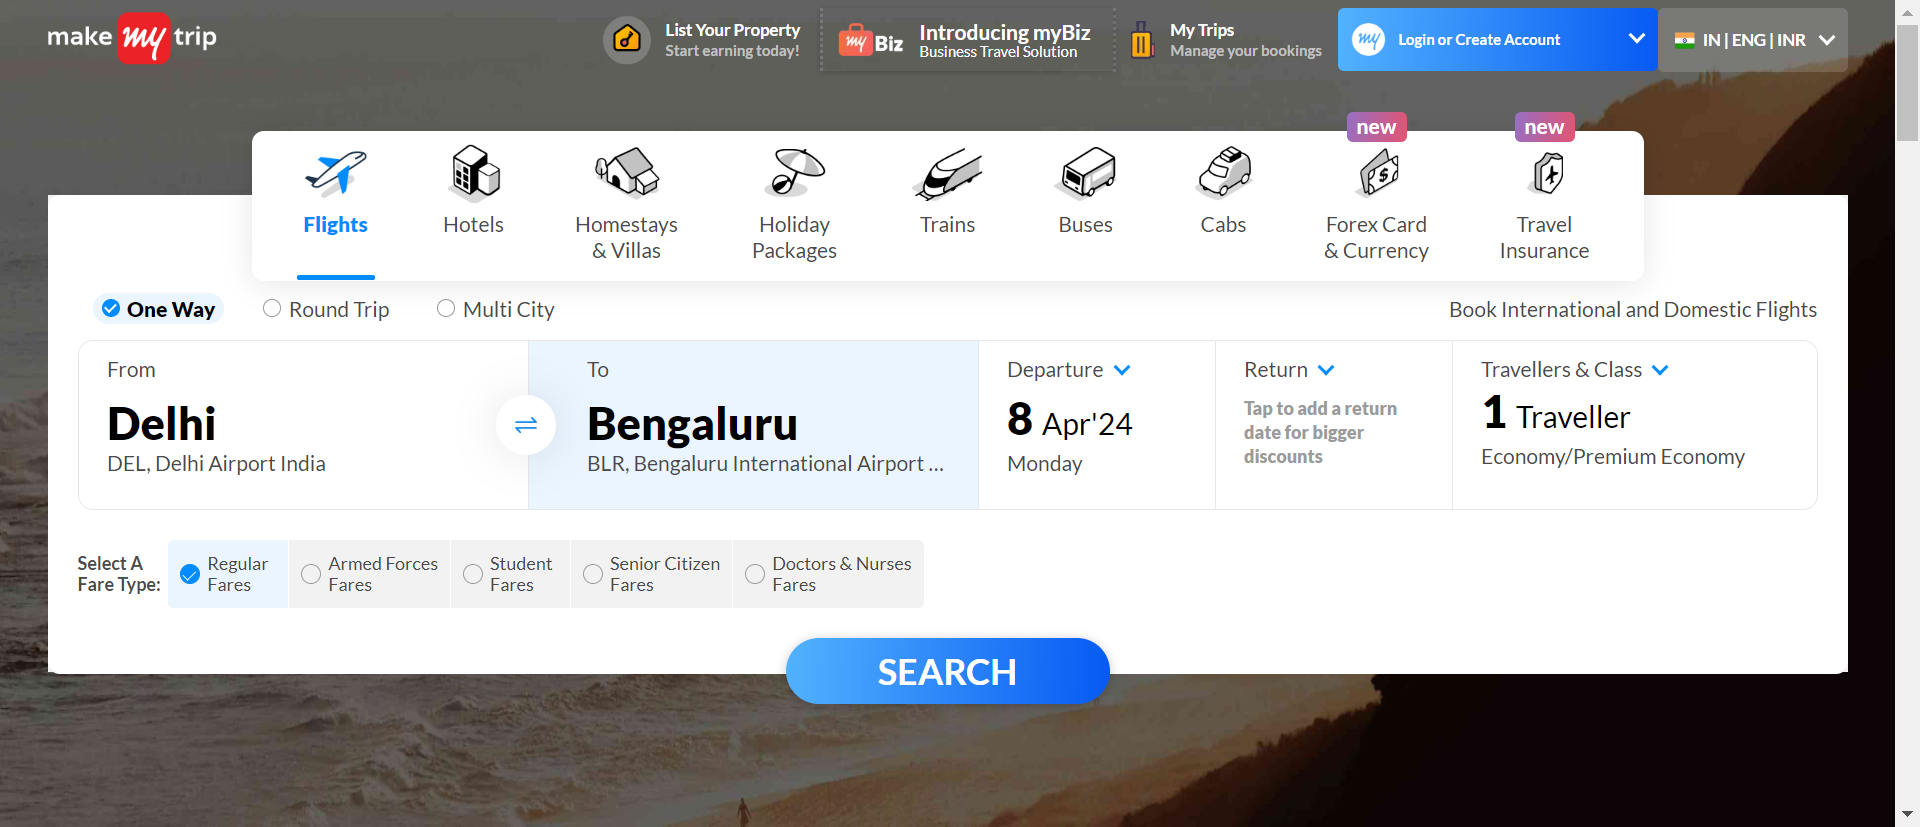 make my trip
List Your Property
Start earning today!
my Biz
Introducing myBiz
Business Travel Solution
My Trips
Manage your bookings
my
Login or Create Account
IN | ENG | INR
new
new
Flights
Hotels
Homestays
& Villas
Holiday
Packages
Trains
Buses
Cabs
Forex Card
& Currency
Travel
Insurance
One Way
Round Trip
Multi City
Book International and Domestic Flights
From
Delhi
DEL, Delhi Airport India
To
Bengaluru
BLR, Bengaluru International Airport ...
Departure
8 Apr'24
Monday
Return
Tap to add a return
date for bigger
discounts
Travellers & Class
1 Traveller
Economy/Premium Economy
Select A
Fare Type:
Regular
Fares
Armed Forces
Fares
Student
Fares
Senior Citizen
Fares
Doctors & Nurses
Fares
SEARCH